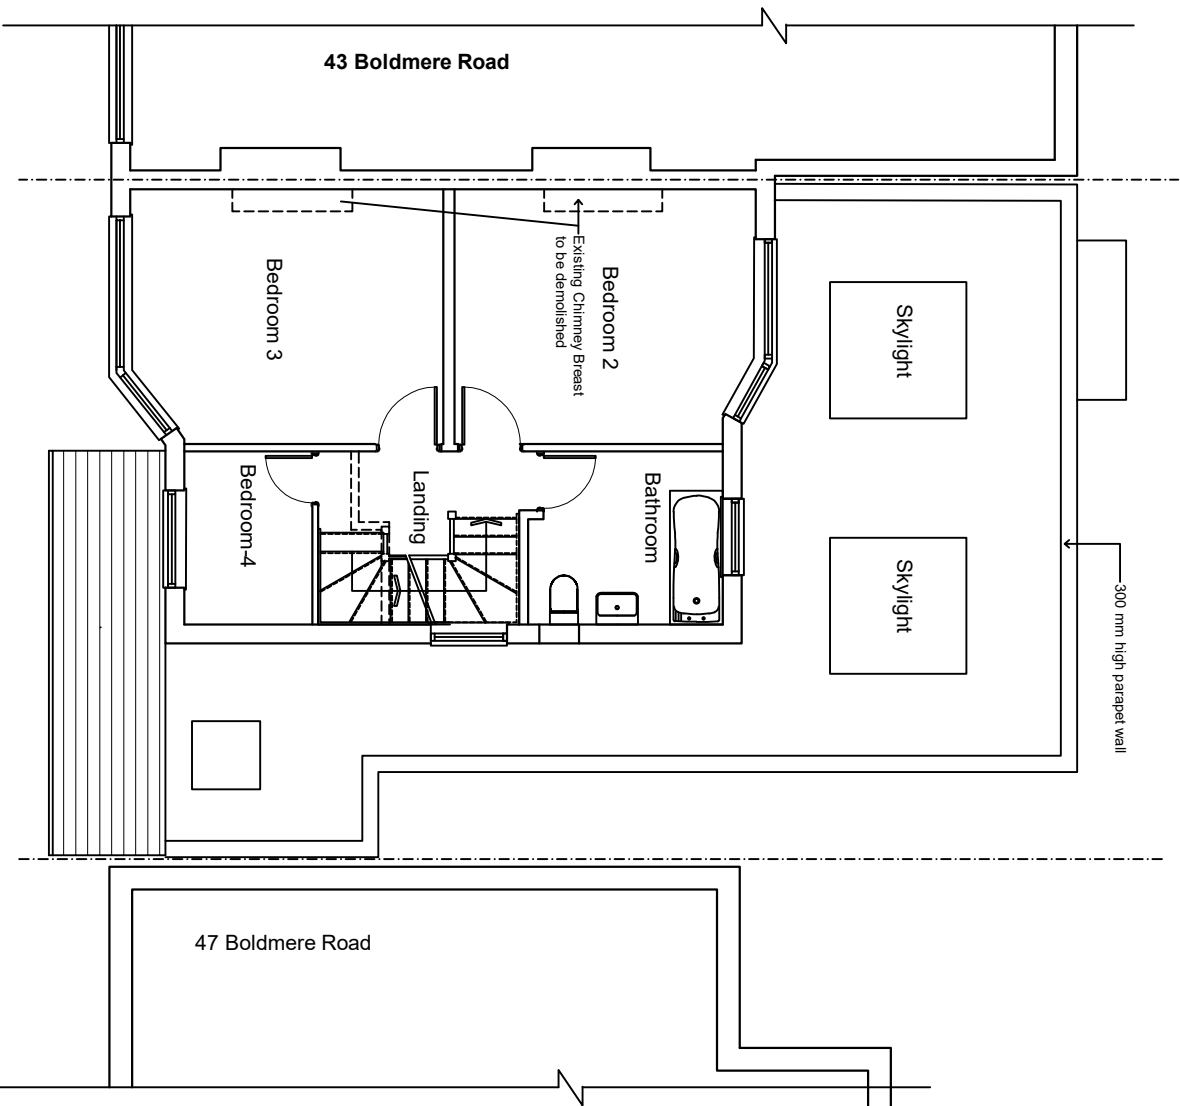 43 Boldmere Road
Bedroom 3
Existing Chimney Breast
to be demolished
Bedroom 2
Skylight
Bedroom-4
Landing
Bathroom
Skylight
300 mm high parapet wall
47 Boldmere Road